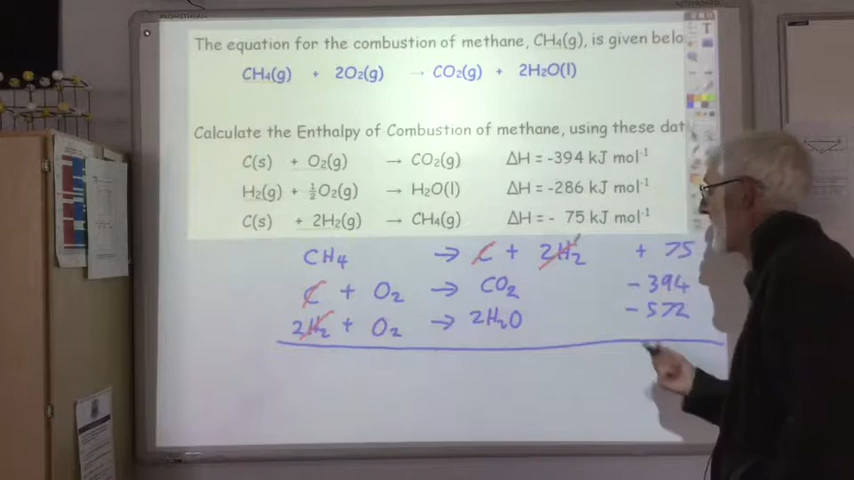 The equation for the combustion of methane, CH₄(g), is given belo
CH₄(g) + 2O₂(g) → CO₂(g) + 2H₂O(l)
Calculate the Enthalpy of Combustion of methane, using these dat
C(s) + O₂(g) → CO₂(g) ΔH = -394 kJ mol⁻¹
H₂(g) + ½O₂(g) → H₂O(l) ΔH = -286 kJ mol⁻¹
C(s) + 2H₂(g) → CH₄(g) ΔH = - 75 kJ mol⁻¹
CH₄ → C + 2H₂ + 75
C + O₂ → CO₂ - 394
2H₂ + O₂ → 2H₂O - 572